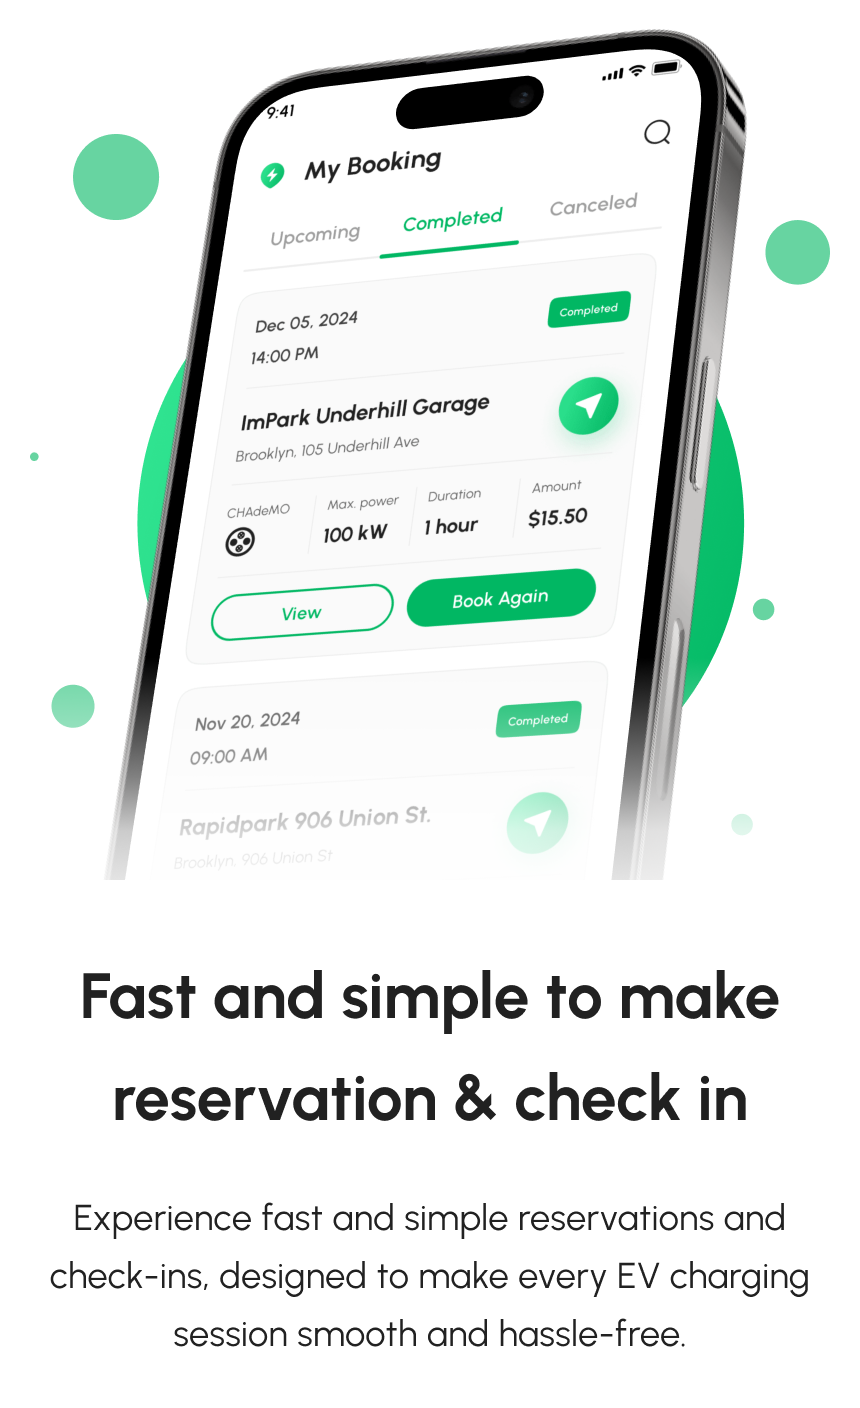 9:41
My Booking
Upcoming Completed Canceled
Dec 05, 2024 Completed
14:00 PM
ImPark Underhill Garage
Brooklyn, 105 Underhill Ave
CHAdeMO Max. power Duration Amount
100 kW 1 hour $15.50
View Book Again
Nov 20, 2024 Completed
09:00 AM
Rapidpark 906 Union St.
Brooklyn, 906 Union St
Fast and simple to make
reservation & check in
Experience fast and simple reservations and
check-ins, designed to make every EV charging
session smooth and hassle-free.